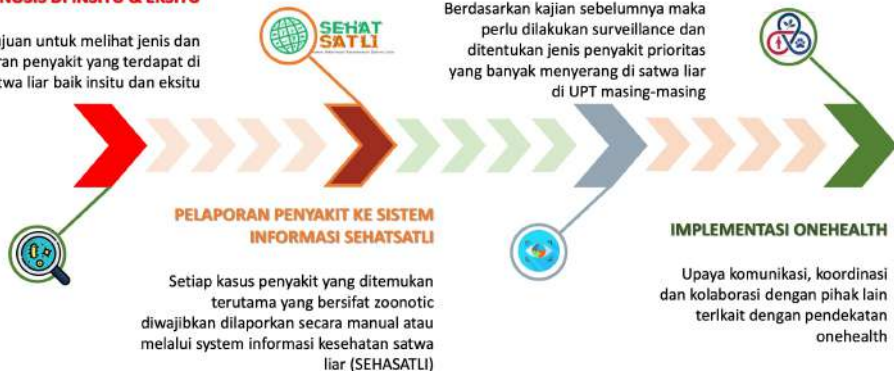 DI INSITU & EKSITU
untuk melihat jenis dan
penyakit yang terdapat di
liar baik insitu dan eksitu
SEHAT
SATLI
Berdasarkan kajian sebelumnya maka
perlu dilakukan surveillance dan
ditentukan jenis penyakit prioritas
yang banyak menyerang di satwa liar
di UPT masing-masing
PELAPORAN PENYAKIT KE SISTEM
INFORMASI SEHATSATLI
Setiap kasus penyakit yang ditemukan
terutama yang bersifat zoonotic
diwajibkan dilaporkan secara manual atau
melalui system informasi kesehatan satwa
liar (SEHASATLI)
IMPLEMENTASI ONEHEALTH
Upaya komunikasi, koordinasi
dan kolaborasi dengan pihak lain
terlkait dengan pendekatan
onehealth